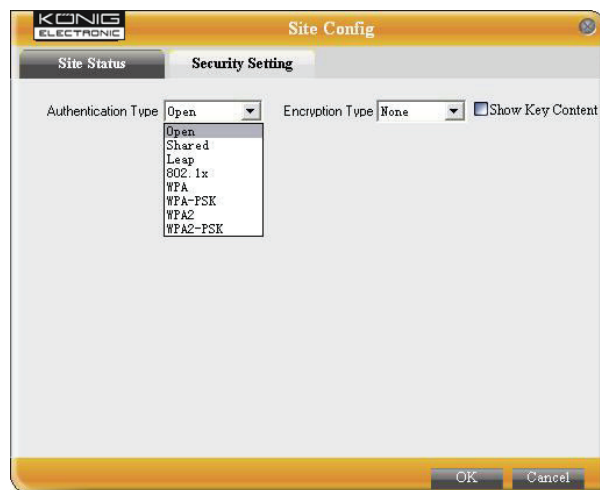 KÖNIG
ELECTRONIC
Site Config
Site Status
Security Setting
Authentication Type Open Encryption Type None Show Key Content
Open
Shared
Leap
802.1x
WPA
WPA-PSK
WPA2
WPA2-PSK
OK
Cancel